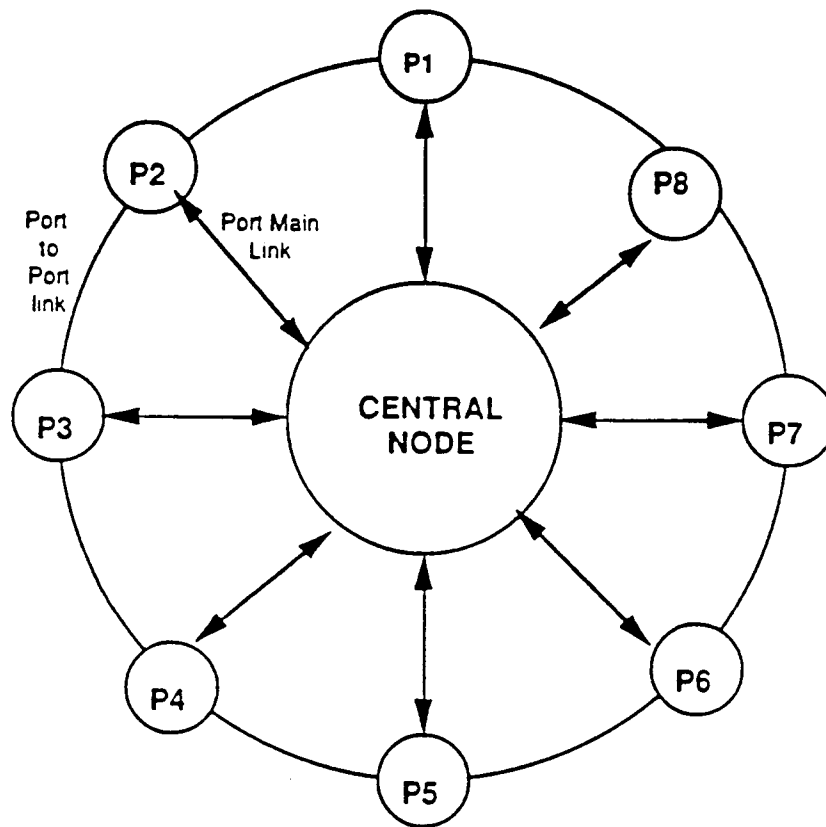 P1
P2
P8
Port
to
Port
link
Port Main
Link
P3
CENTRAL
NODE
P7
P4
P6
P5